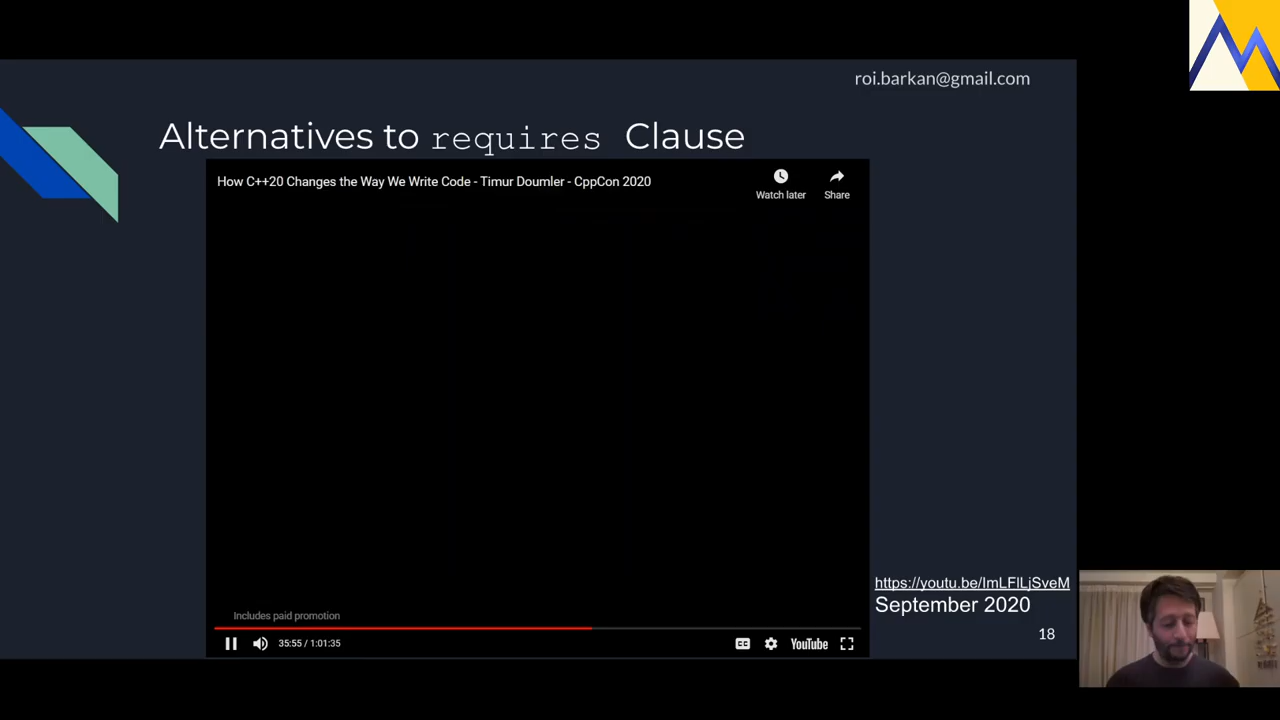 roi.barkan@gmail.com
Alternatives to requires Clause
How C++20 Changes the Way We Write Code - Timur Doumler - CppCon 2020
Watch later
Share
https://youtu.be/ImLFlLjSveM
September 2020
Includes paid promotion
18
35:55 / 1:01:35
CC
YouTube